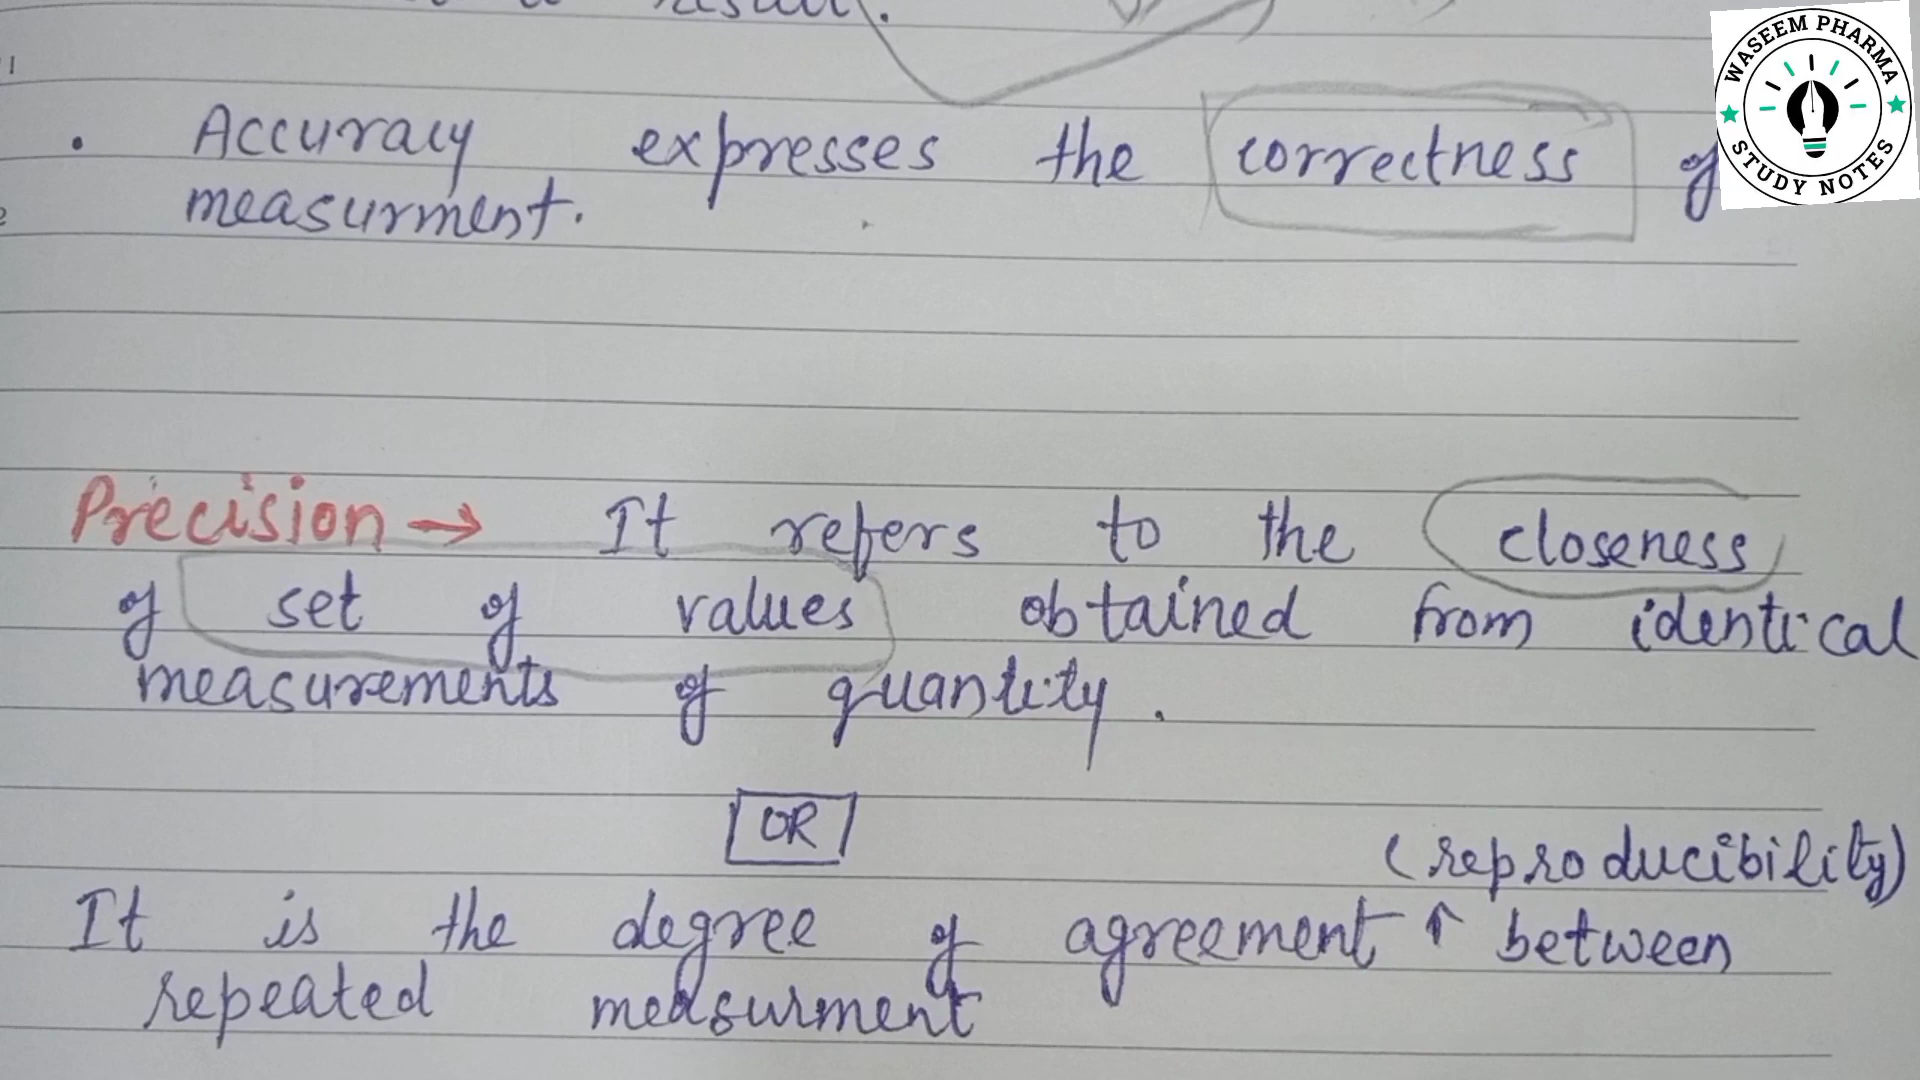 result.
• Accuracy expresses the correctness of
measurment.
Precision → It refers to the closeness
of set of values obtained from identical
measurements of quantity.
OR
(reproducibility)
It is the degree of agreement ↑ between
repeated measurment
WASEEM PHARMA
STUDY NOTES